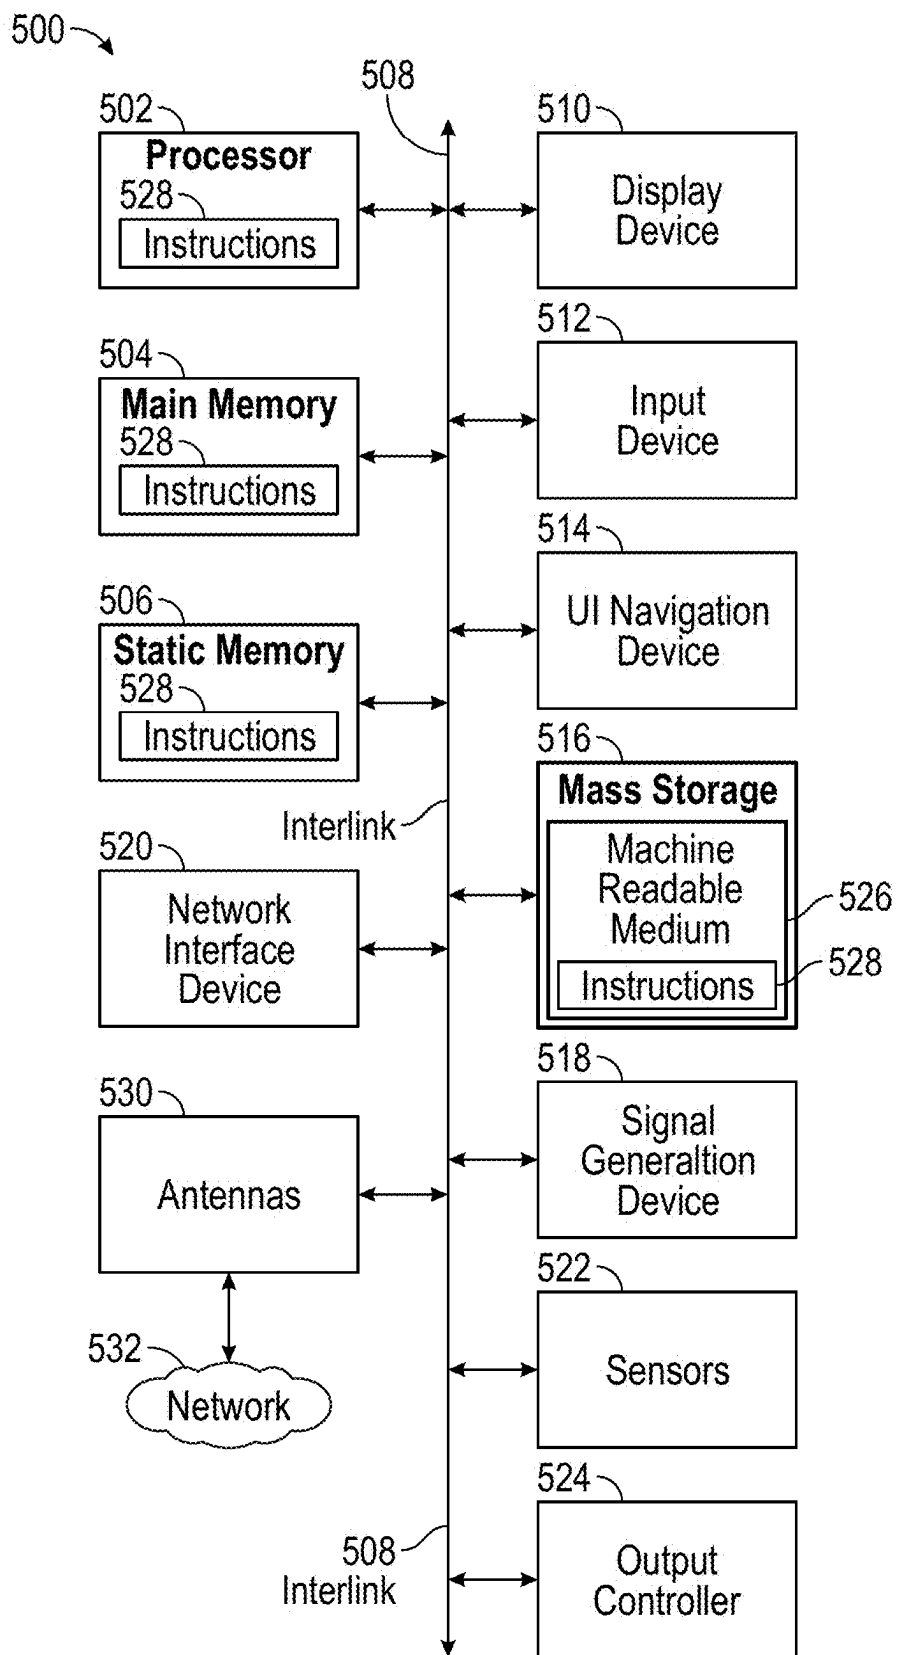 500
508
502
Processor
528
Instructions
504
Main Memory
528
Instructions
506
Static Memory
528
Instructions
Interlink
520
Network
Interface
Device
530
Antennas
532
Network
508
Interlink
510
Display
Device
512
Input
Device
514
UI Navigation
Device
516
Mass Storage
Machine
Readable
Medium
526
Instructions
528
518
Signal
Generaltion
Device
522
Sensors
524
Output
Controller